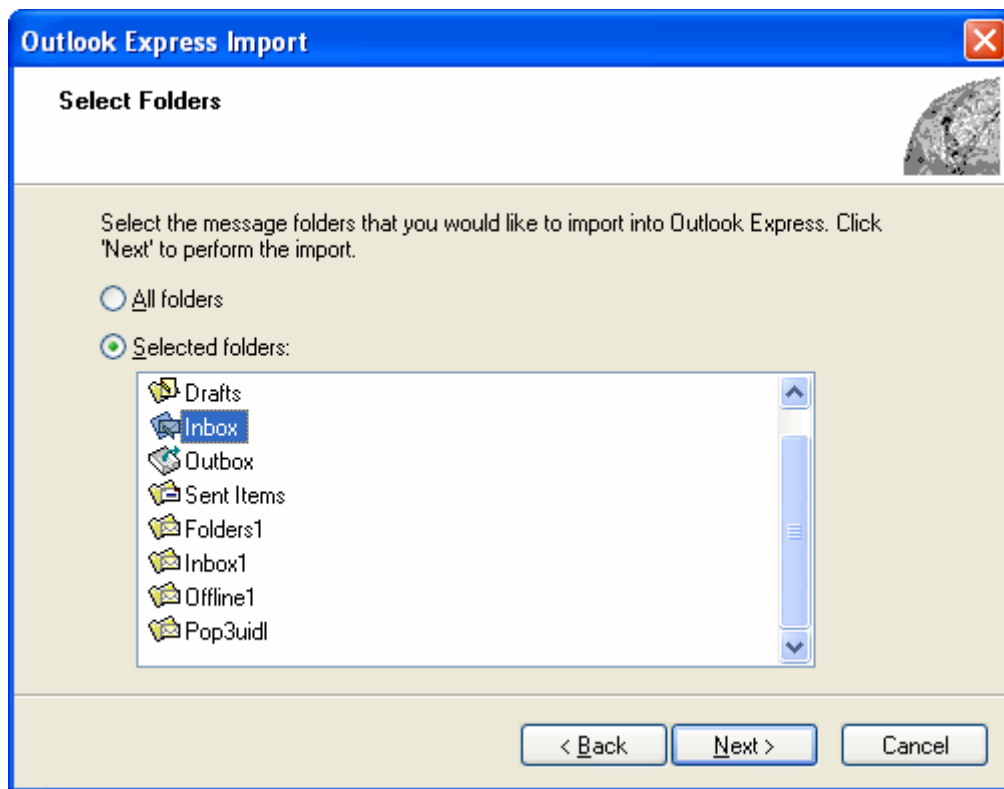 Outlook Express Import
Select Folders
Select the message folders that you would like to import into Outlook Express. Click
'Next' to perform the import.
All folders
Selected folders:
Drafts
Inbox
Outbox
Sent Items
Folders1
Inbox1
Offline1
Pop3uidl
< Back
Next >
Cancel